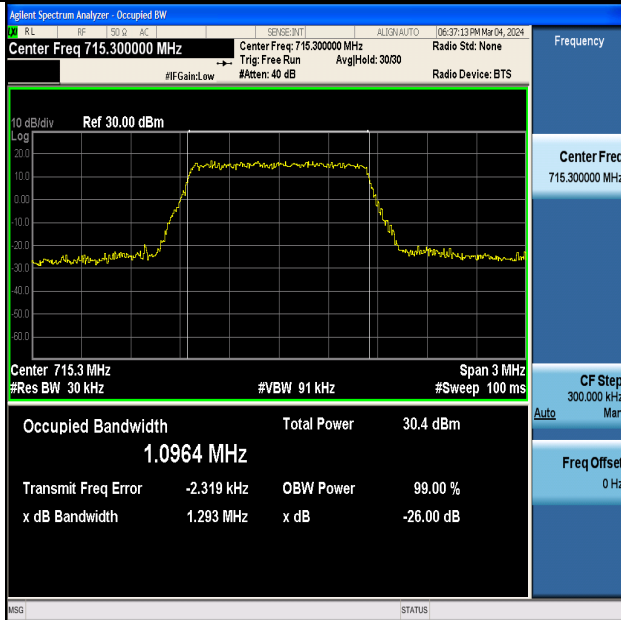 Agilent Spectrum Analyzer - Occupied BW
LXI RL RF 50 Ω AC SENSE:INT ALIGN AUTO 06:37:13 PM Mar 04, 2024
Center Freq 715.300000 MHz Center Freq: 715.300000 MHz Radio Std: None Frequency
Trig: Free Run Avg|Hold: 30/30
#IFGain:Low #Atten: 40 dB Radio Device: BTS
10 dB/div Ref 30.00 dBm
Log
20.0
10.0
0.00
-10.0
-20.0
-30.0
-40.0
-50.0
-60.0
Center Freq
715.300000 MHz
Center 715.3 MHz Span 3 MHz
#Res BW 30 kHz #VBW 91 kHz #Sweep 100 ms
CF Step
300.000 kHz
Auto Man
Occupied Bandwidth Total Power 30.4 dBm
1.0964 MHz
Transmit Freq Error -2.319 kHz OBW Power 99.00 %
x dB Bandwidth 1.293 MHz x dB -26.00 dB
Freq Offset
0 Hz
MSG STATUS